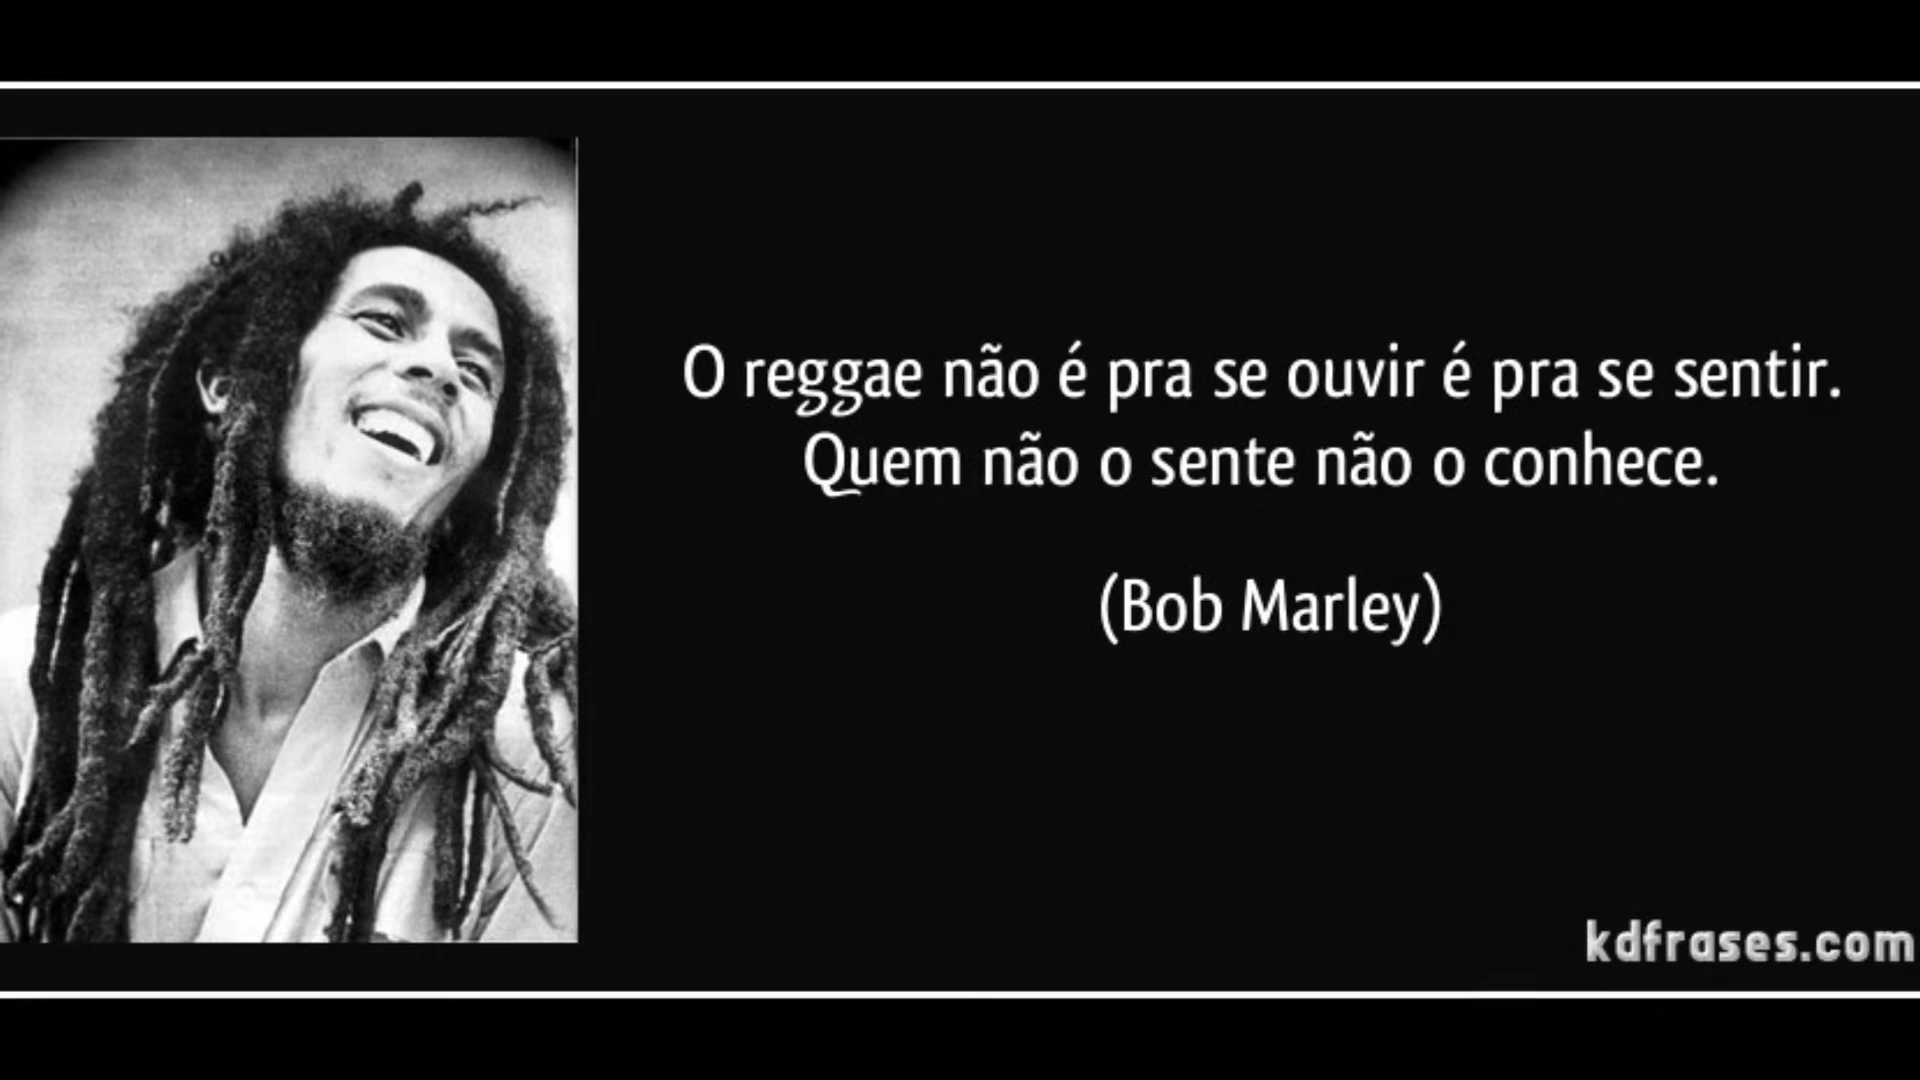 O reggae não é pra se ouvir é pra se sentir.
Quem não o sente não o conhece.
(Bob Marley)
kdfrases.com